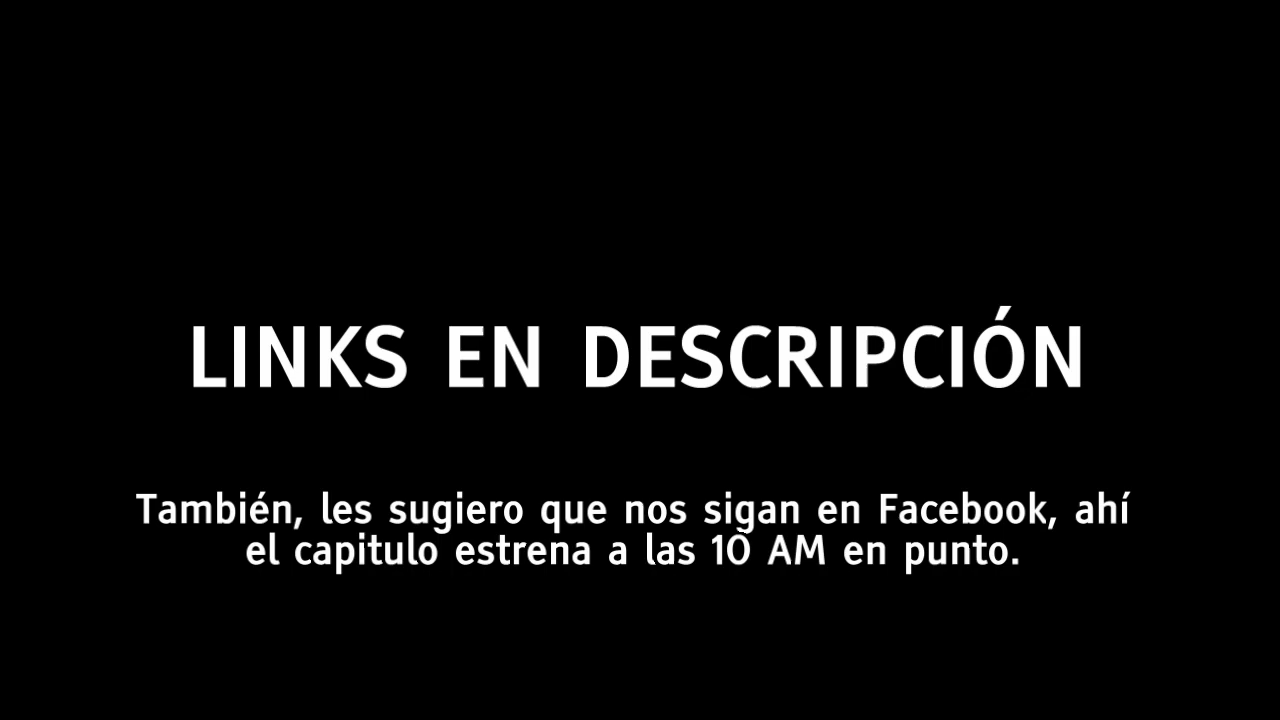 LINKS EN DESCRIPCIÓN
También, les sugiero que nos sigan en Facebook, ahí
el capitulo estrena a las 10 AM en punto.